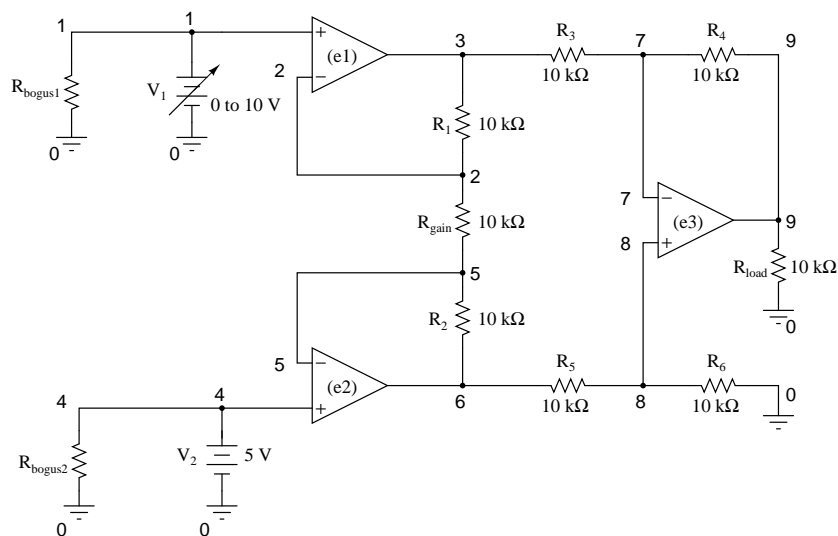 1
1
3
R3
7
R4
9
+
(e1)
10 kΩ
10 kΩ
2
−
Rbogus1
V1
0 to 10 V
R1
10 kΩ
0
0
2
7
−
(e3)
9
Rgain
10 kΩ
8
+
Rload
10 kΩ
5
0
R2
10 kΩ
5
−
(e2)
R5
R6
0
4
4
+
6
10 kΩ
8
10 kΩ
Rbogus2
V2
5 V
0
0